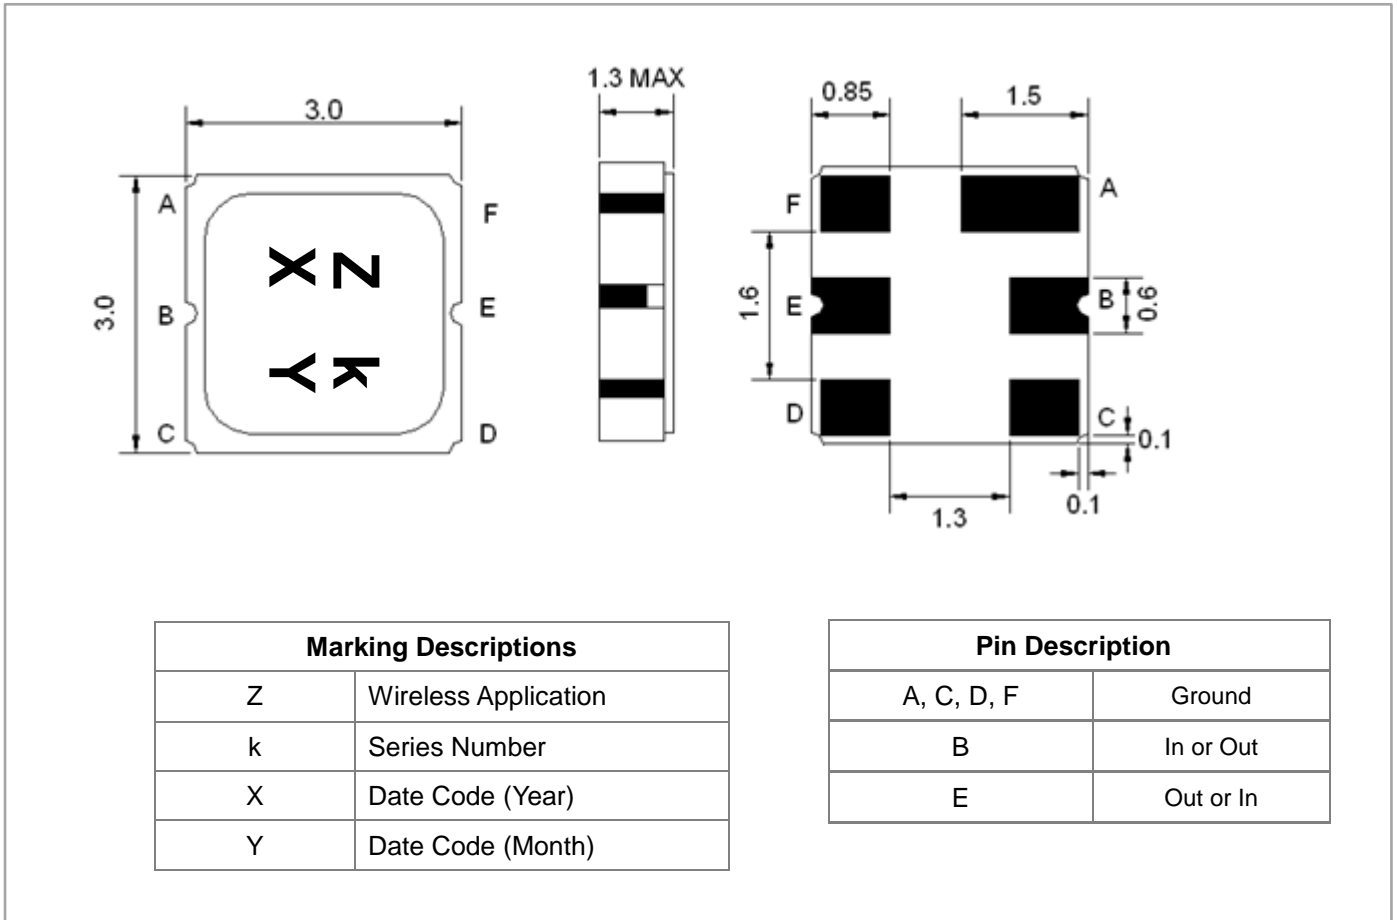 3.0
1.3 MAX
0.85
1.5
A
F
F
A
Z
X
3.0
B
E
1.6
E
B
0.6
k
Y
C
D
D
C
0.1
0.1
1.3
Marking Descriptions
Z Wireless Application
k Series Number
X Date Code (Year)
Y Date Code (Month)
Pin Description
A, C, D, F Ground
B In or Out
E Out or In